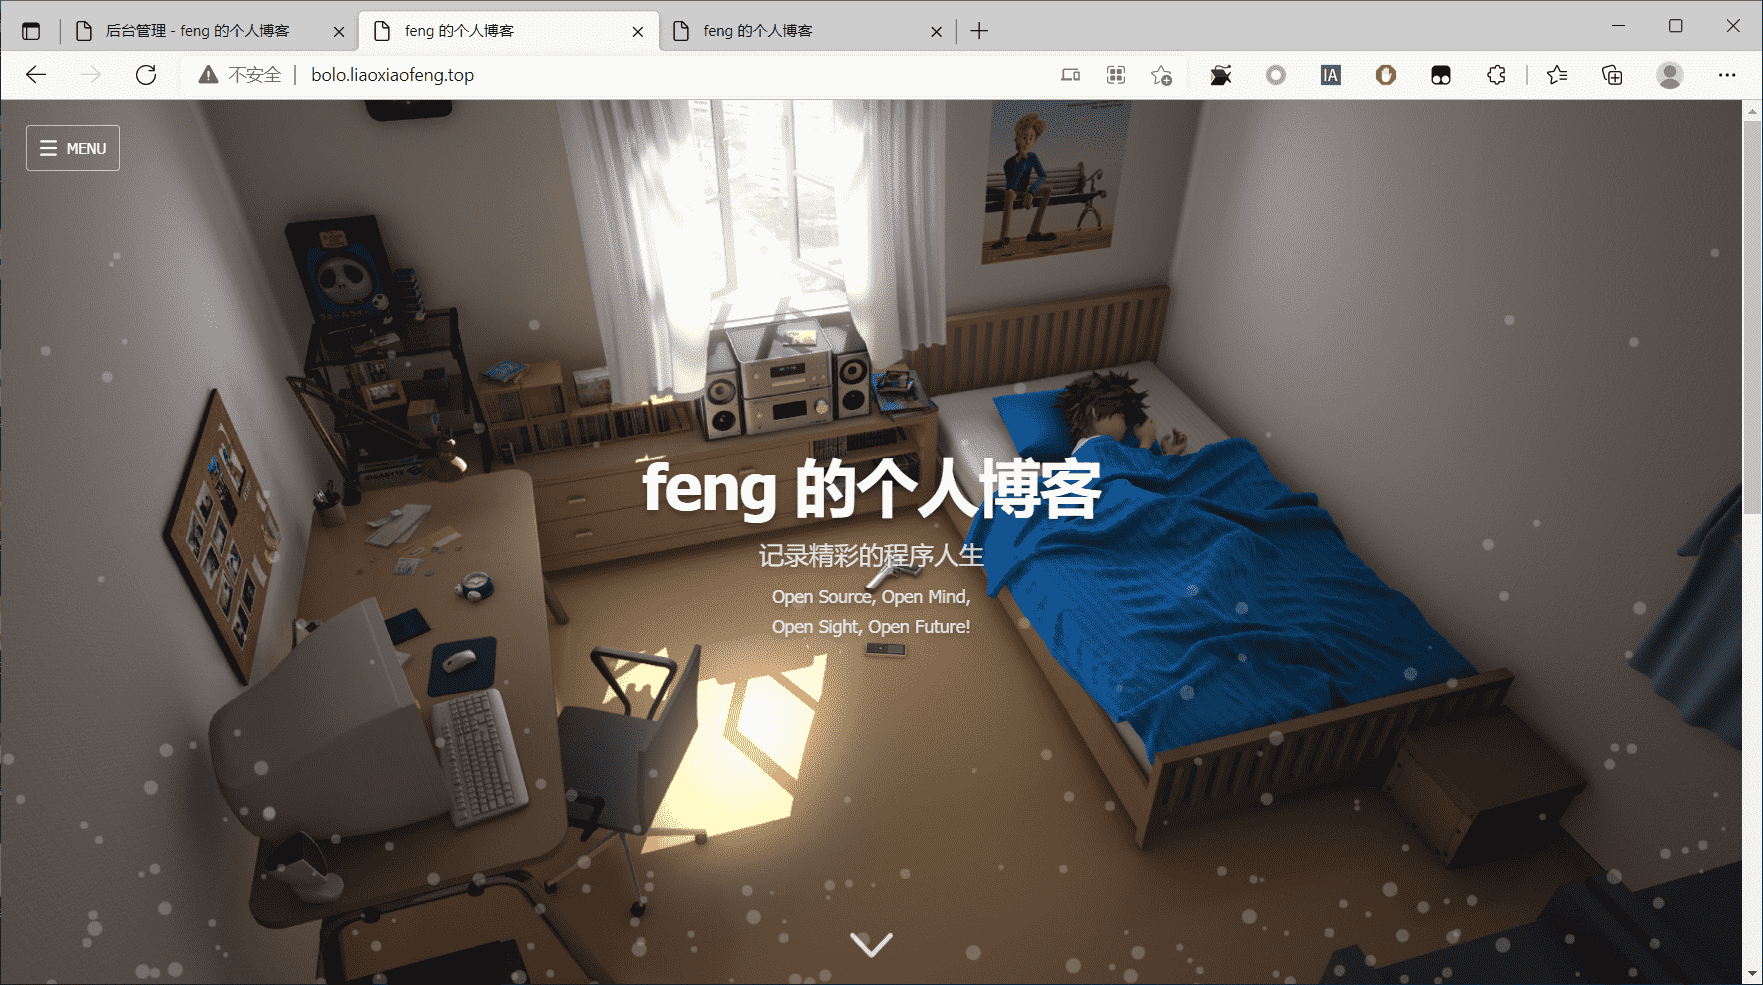 后台管理 - feng 的个人博客
feng 的个人博客
feng 的个人博客
不安全
bolo.liaoxiaofeng.top
IA
MENU
feng 的个人博客
记录精彩的程序人生
Open Source, Open Mind,
Open Sight, Open Future!